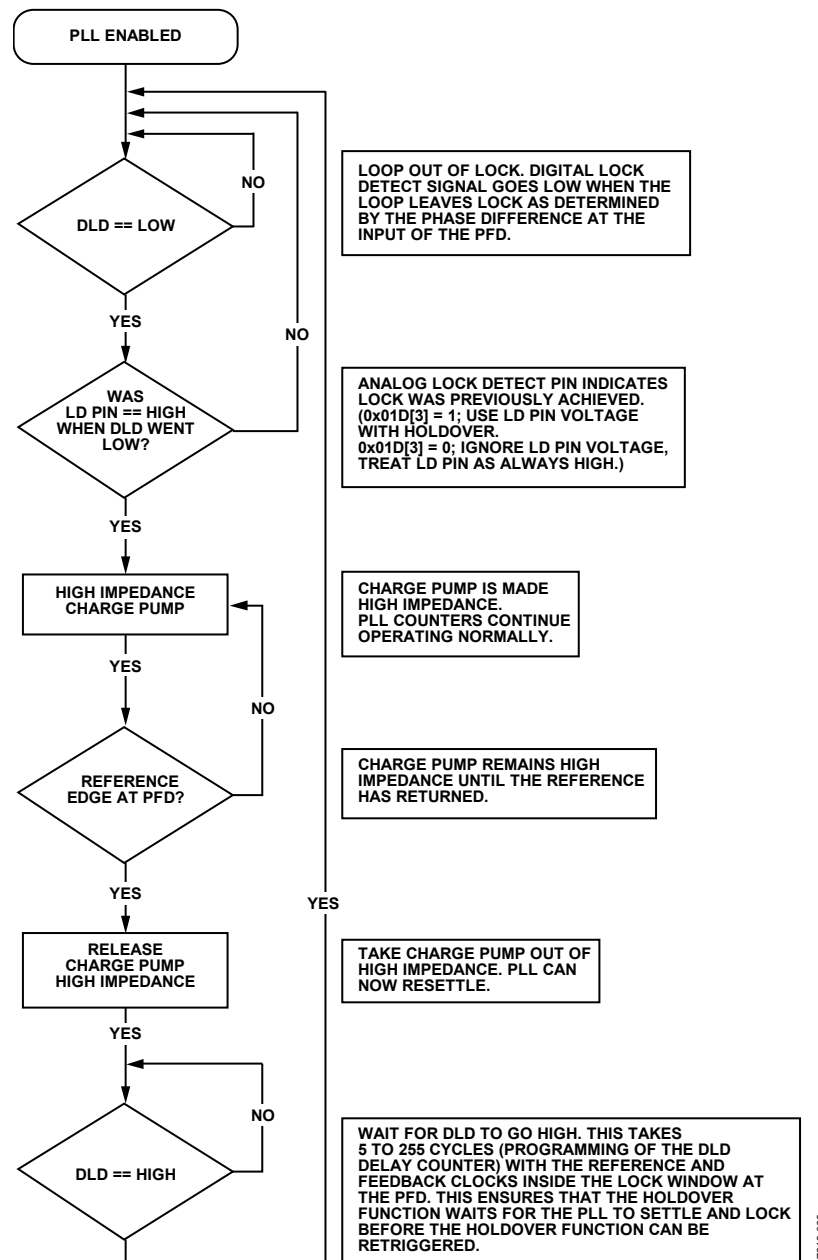 PLL ENABLED
NO
DLD == LOW
LOOP OUT OF LOCK. DIGITAL LOCK
DETECT SIGNAL GOES LOW WHEN THE
LOOP LEAVES LOCK AS DETERMINED
BY THE PHASE DIFFERENCE AT THE
INPUT OF THE PFD.
YES
NO
WAS
LD PIN == HIGH
WHEN DLD WENT
LOW?
ANALOG LOCK DETECT PIN INDICATES
LOCK WAS PREVIOUSLY ACHIEVED.
(0x01D[3] = 1; USE LD PIN VOLTAGE
WITH HOLDOVER.
0x01D[3] = 0; IGNORE LD PIN VOLTAGE,
TREAT LD PIN AS ALWAYS HIGH.)
YES
HIGH IMPEDANCE
CHARGE PUMP
CHARGE PUMP IS MADE
HIGH IMPEDANCE.
PLL COUNTERS CONTINUE
OPERATING NORMALLY.
YES
NO
REFERENCE
EDGE AT PFD?
CHARGE PUMP REMAINS HIGH
IMPEDANCE UNTIL THE REFERENCE
HAS RETURNED.
YES
YES
RELEASE
CHARGE PUMP
HIGH IMPEDANCE
TAKE CHARGE PUMP OUT OF
HIGH IMPEDANCE. PLL CAN
NOW RESETTLE.
YES
NO
DLD == HIGH
WAIT FOR DLD TO GO HIGH. THIS TAKES
5 TO 255 CYCLES (PROGRAMMING OF THE DLD
DELAY COUNTER) WITH THE REFERENCE AND
FEEDBACK CLOCKS INSIDE THE LOCK WINDOW AT
THE PFD. THIS ENSURES THAT THE HOLDOVER
FUNCTION WAITS FOR THE PLL TO SETTLE AND LOCK
BEFORE THE HOLDOVER FUNCTION CAN BE
RETRIGGERED.